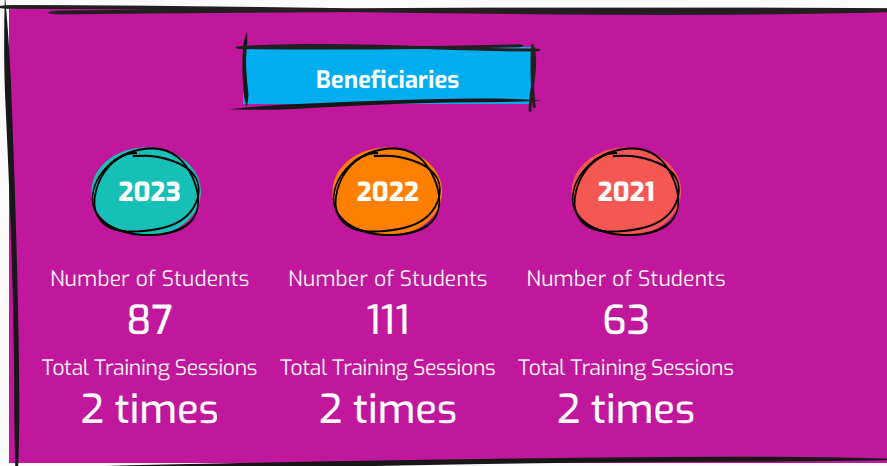 Beneficiaries
2023
2022
2021
Number of Students
Number of Students
Number of Students
87
111
63
Total Training Sessions
Total Training Sessions
Total Training Sessions
2 times
2 times
2 times